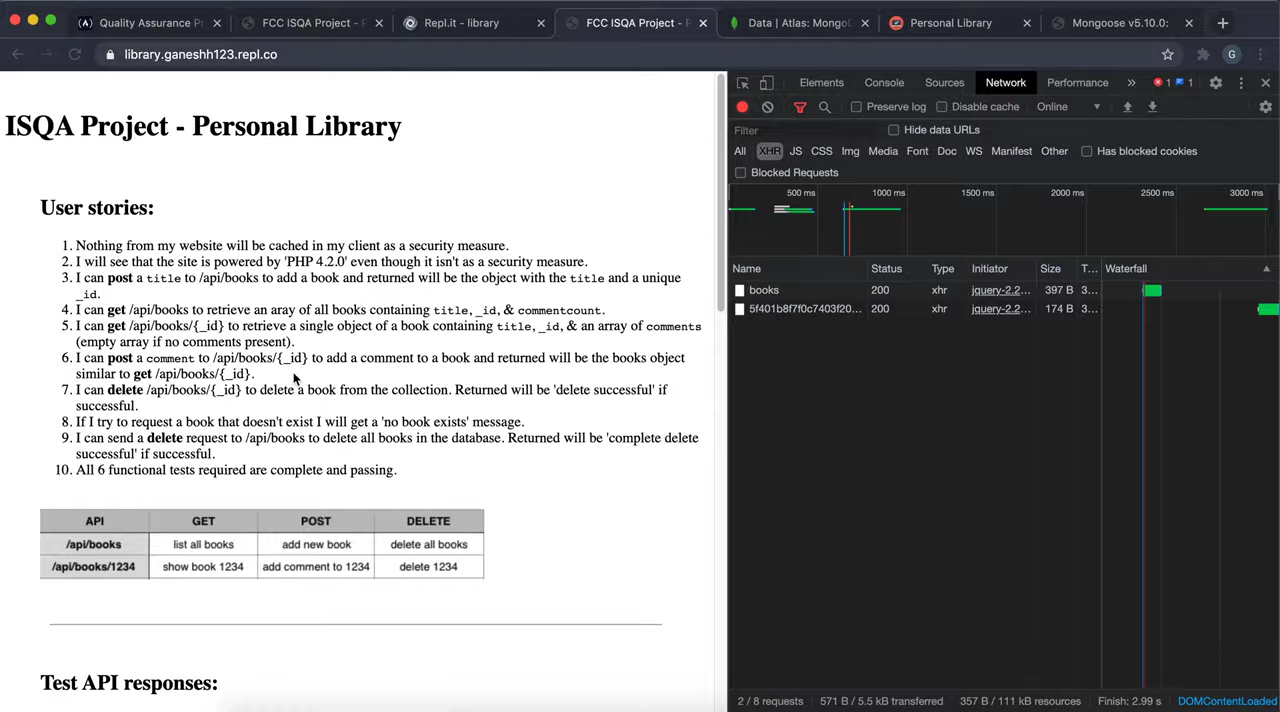 Quality Assurance P
FCC ISQA Project - F
Repl.it - library
FCC ISQA Project - F
Data | Atlas: MongoD
Personal Library
Mongoose v5.10.0:
library.ganeshh123.repl.co
G
ISQA Project - Personal Library
User stories:
1. Nothing from my website will be cached in my client as a security measure.
2. I will see that the site is powered by 'PHP 4.2.0' even though it isn't as a security measure.
3. I can post a title to /api/books to add a book and returned will be the object with the title and a unique
_id.
4. I can get /api/books to retrieve an aray of all books containing title, _id, & commentcount.
5. I can get /api/books/{_id} to retrieve a single object of a book containing title, _id, & an array of comments
(empty array if no comments present).
6. I can post a comment to /api/books/{_id} to add a comment to a book and returned will be the books object
similar to get /api/books/{_id}.
7. I can delete /api/books/{_id} to delete a book from the collection. Returned will be 'delete successful' if
successful.
8. If I try to request a book that doesn't exist I will get a 'no book exists' message.
9. I can send a delete request to /api/books to delete all books in the database. Returned will be 'complete delete
successful' if successful.
10. All 6 functional tests required are complete and passing.
API GET POST DELETE
/api/books list all books add new book delete all books
/api/books/1234 show book 1234 add comment to 1234 delete 1234
Test API responses:
Elements Console Sources Network Performance » 1 1
Preserve log Disable cache Online
Filter Hide data URLs
All XHR JS CSS Img Media Font Doc WS Manifest Other Has blocked cookies
Blocked Requests
500 ms 1000 ms 1500 ms 2000 ms 2500 ms 3000 ms
Name Status Type Initiator Size T... Waterfall
books 200 xhr jquery-2.2... 397 B 3...
5f401b8f7f0c7403f20... 200 xhr jquery-2.2... 174 B 3...
2 / 8 requests 571 B / 5.5 kB transferred 357 B / 111 kB resources Finish: 2.99 s DOMContentLoaded